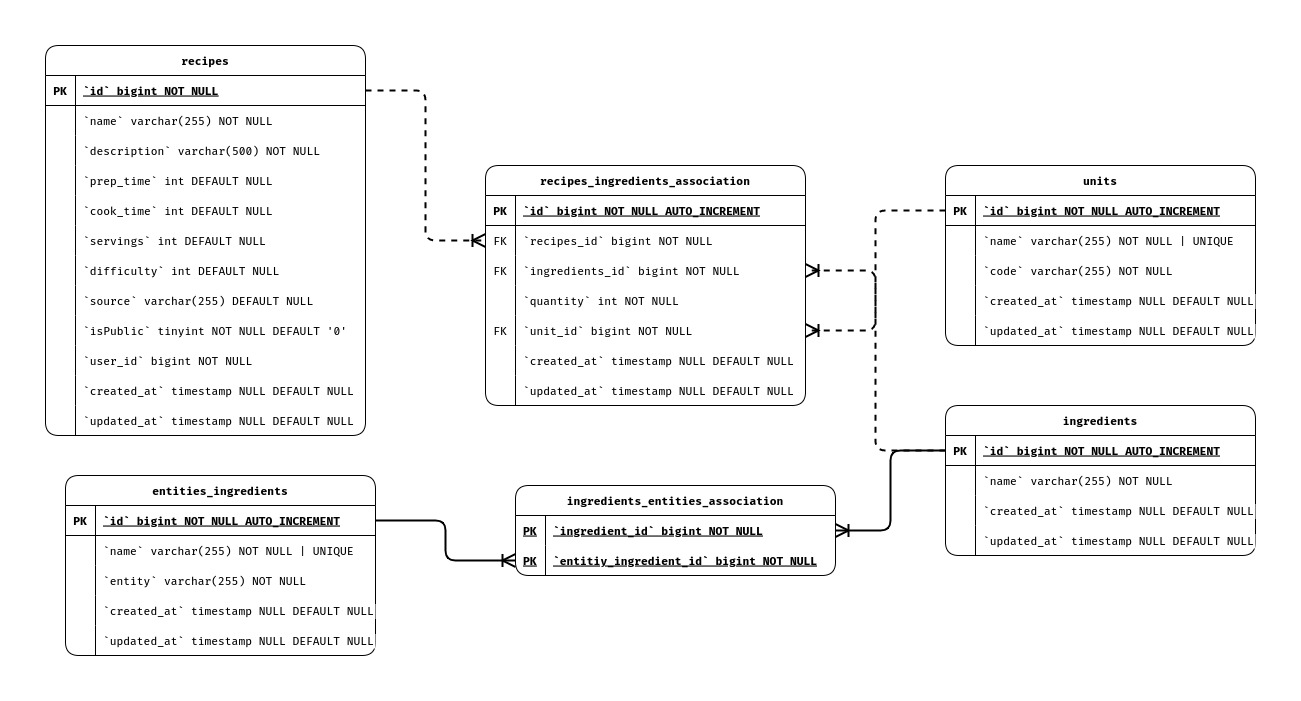 recipes
PK `id` bigint NOT NULL
`name` varchar(255) NOT NULL
`description` varchar(500) NOT NULL
`prep_time` int DEFAULT NULL
`cook_time` int DEFAULT NULL
`servings` int DEFAULT NULL
`difficulty` int DEFAULT NULL
`source` varchar(255) DEFAULT NULL
`isPublic` tinyint NOT NULL DEFAULT '0'
`user_id` bigint NOT NULL
`created_at` timestamp NULL DEFAULT NULL
`updated_at` timestamp NULL DEFAULT NULL
recipes_ingredients_association
PK `id` bigint NOT NULL AUTO_INCREMENT
FK `recipes_id` bigint NOT NULL
FK `ingredients_id` bigint NOT NULL
`quantity` int NOT NULL
FK `unit_id` bigint NOT NULL
`created_at` timestamp NULL DEFAULT NULL
`updated_at` timestamp NULL DEFAULT NULL
units
PK `id` bigint NOT NULL AUTO_INCREMENT
`name` varchar(255) NOT NULL | UNIQUE
`code` varchar(255) NOT NULL
`created_at` timestamp NULL DEFAULT NULL
`updated_at` timestamp NULL DEFAULT NULL
ingredients
PK `id` bigint NOT NULL AUTO_INCREMENT
`name` varchar(255) NOT NULL
`created_at` timestamp NULL DEFAULT NULL
`updated_at` timestamp NULL DEFAULT NULL
entities_ingredients
PK `id` bigint NOT NULL AUTO_INCREMENT
`name` varchar(255) NOT NULL | UNIQUE
`entity` varchar(255) NOT NULL
`created_at` timestamp NULL DEFAULT NULL
`updated_at` timestamp NULL DEFAULT NULL
ingredients_entities_association
PK `ingredient_id` bigint NOT NULL
PK `entitiy_ingredient_id` bigint NOT NULL